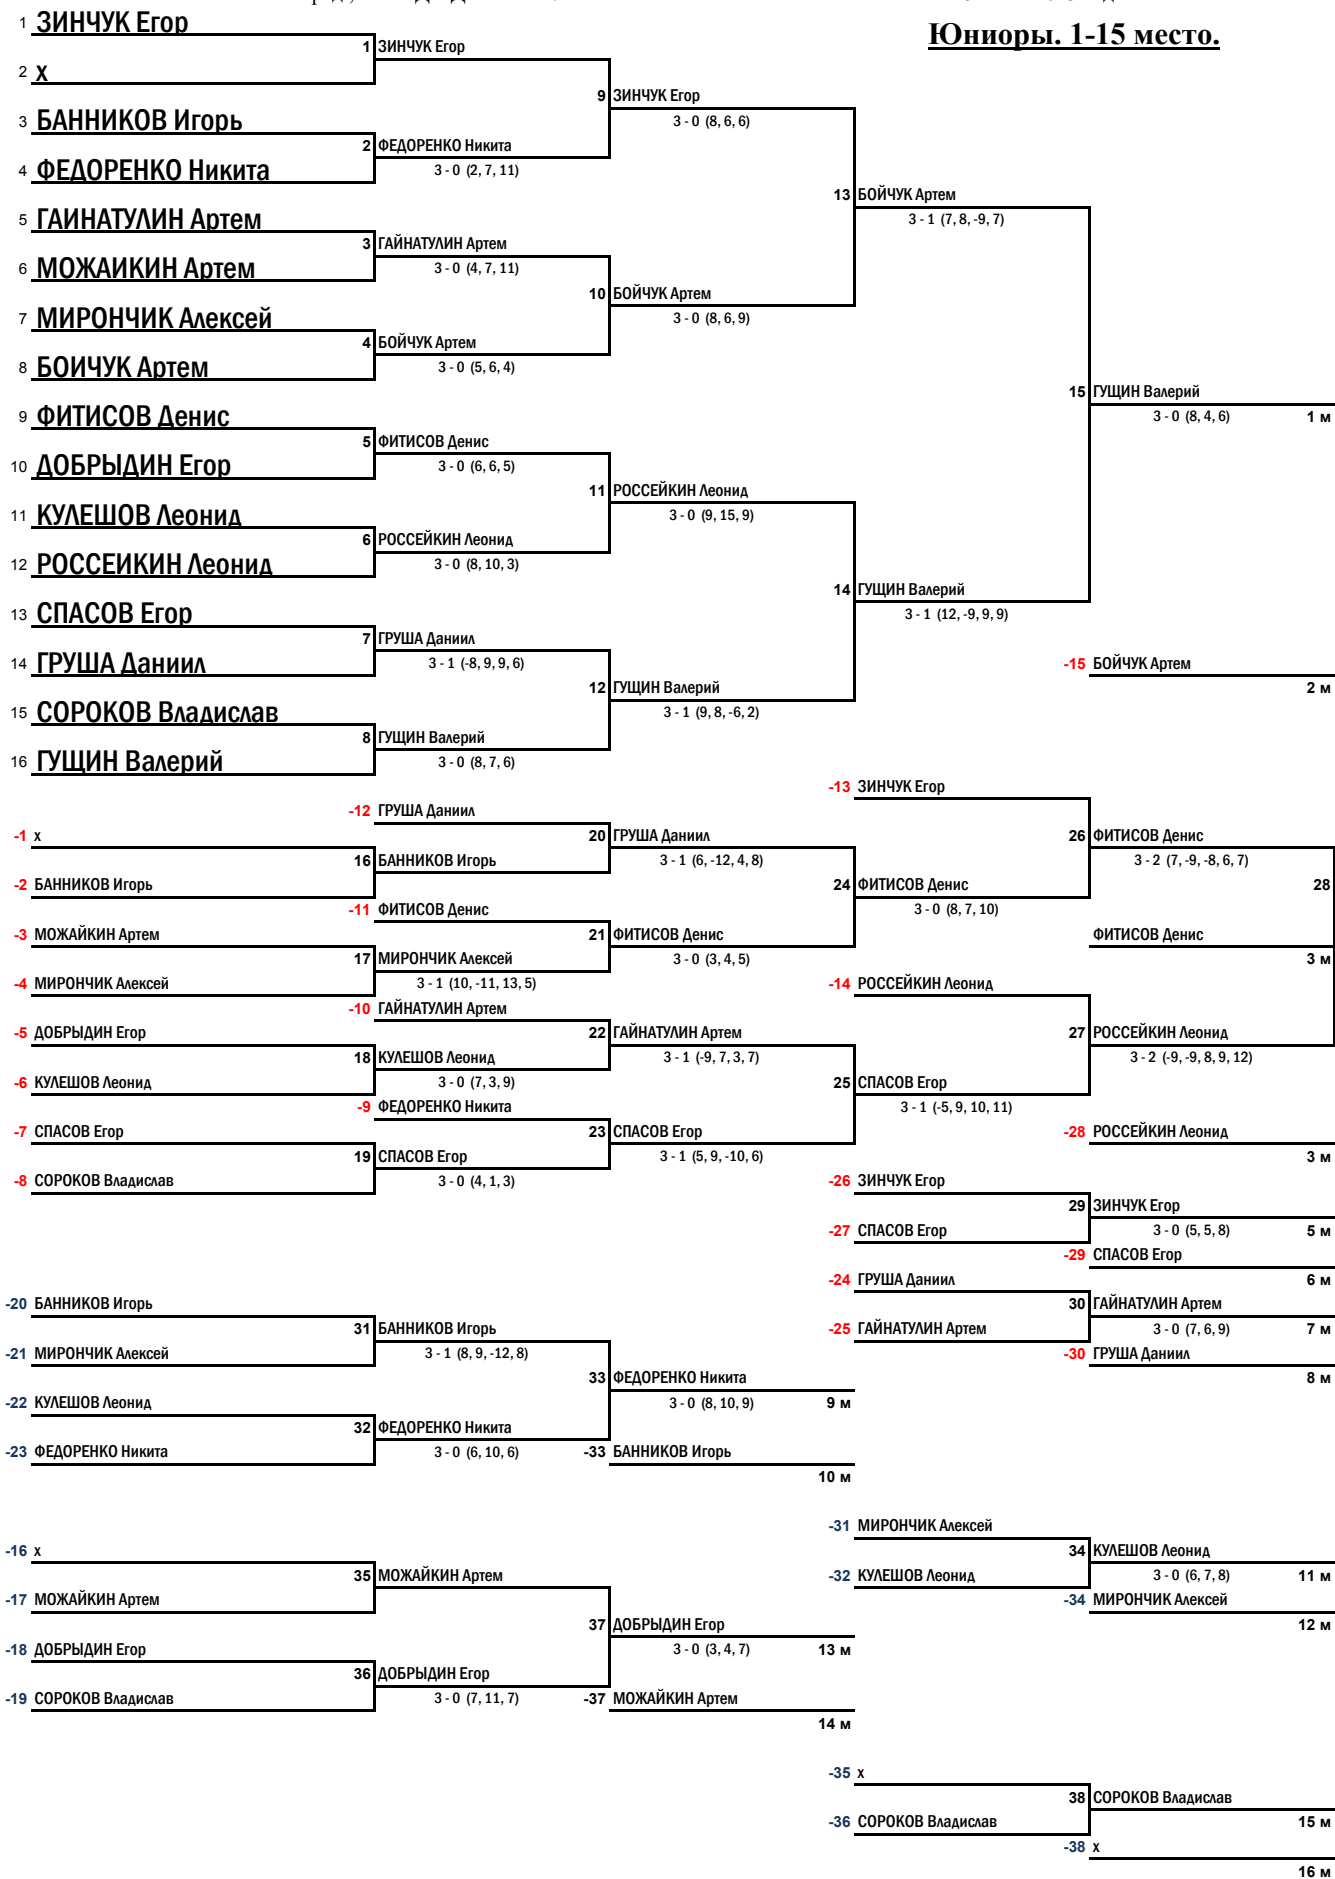 Юниоры. 1-15 место.
1 ЗИНЧУК Егор
1 ЗИНЧУК Егор
2 Х
9 ЗИНЧУК Егор
3 - 0 (8, 6, 6)
3 БАННИКОВ Игорь
2 ФЕДОРЕНКО Никита
4 ФЕДОРЕНКО Никита
3 - 0 (2, 7, 11)
13 БОЙЧУК Артем
5 ГАИНАТУЛИН Артем
3 - 1 (7, 8, -9, 7)
3 ГАЙНАТУЛИН Артем
6 МОЖАИКИН Артем
3 - 0 (4, 7, 11)
10 БОЙЧУК Артем
7 МИРОНЧИК Алексей
3 - 0 (8, 6, 9)
4 БОЙЧУК Артем
8 БОИЧУК Артем
3 - 0 (5, 6, 4)
15 ГУЩИН Валерий
9 ФИТИСОВ Денис
3 - 0 (8, 4, 6) 1 м
5 ФИТИСОВ Денис
10 ДОБРЫДИН Егор
3 - 0 (6, 6, 5)
11 РОССЕЙКИН Леонид
11 КУЛЕШОВ Леонид
3 - 0 (9, 15, 9)
6 РОССЕЙКИН Леонид
12 РОССЕИКИН Леонид
3 - 0 (8, 10, 3)
14 ГУЩИН Валерий
13 СПАСОВ Егор
3 - 1 (12, -9, 9, 9)
7 ГРУША Даниил
14 ГРУША Даниил
3 - 1 (-8, 9, 9, 6)
-15 БОЙЧУК Артем
12 ГУЩИН Валерий
2 м
15 СОРОКОВ Владислав
3 - 1 (9, 8, -6, 2)
8 ГУЩИН Валерий
16 ГУЩИН Валерий
3 - 0 (8, 7, 6)
-13 ЗИНЧУК Егор
-12 ГРУША Даниил
-1 х
20 ГРУША Даниил
26 ФИТИСОВ Денис
16 БАННИКОВ Игорь
3 - 1 (6, -12, 4, 8)
3 - 2 (7, -9, -8, 6, 7)
-2 БАННИКОВ Игорь
24 ФИТИСОВ Денис
28
-11 ФИТИСОВ Денис
3 - 0 (8, 7, 10)
-3 МОЖАЙКИН Артем
21 ФИТИСОВ Денис
ФИТИСОВ Денис
17 МИРОНЧИК Алексей
3 - 0 (3, 4, 5)
3 м
-4 МИРОНЧИК Алексей
3 - 1 (10, -11, 13, 5)
-14 РОССЕЙКИН Леонид
-10 ГАЙНАТУЛИН Артем
-5 ДОБРЫДИН Егор
22 ГАЙНАТУЛИН Артем
27 РОССЕЙКИН Леонид
18 КУЛЕШОВ Леонид
3 - 1 (-9, 7, 3, 7)
3 - 2 (-9, -9, 8, 9, 12)
-6 КУЛЕШОВ Леонид
3 - 0 (7, 3, 9)
25 СПАСОВ Егор
-9 ФЕДОРЕНКО Никита
3 - 1 (-5, 9, 10, 11)
-7 СПАСОВ Егор
23 СПАСОВ Егор
-28 РОССЕЙКИН Леонид
19 СПАСОВ Егор
3 - 1 (5, 9, -10, 6)
3 м
-8 СОРОКОВ Владислав
3 - 0 (4, 1, 3)
-26 ЗИНЧУК Егор
29 ЗИНЧУК Егор
-27 СПАСОВ Егор
3 - 0 (5, 5, 8) 5 м
-29 СПАСОВ Егор
-24 ГРУША Даниил
6 м
-20 БАННИКОВ Игорь
30 ГАЙНАТУЛИН Артем
31 БАННИКОВ Игорь
-25 ГАЙНАТУЛИН Артем
3 - 0 (7, 6, 9) 7 м
-21 МИРОНЧИК Алексей
3 - 1 (8, 9, -12, 8)
-30 ГРУША Даниил
33 ФЕДОРЕНКО Никита
8 м
-22 КУЛЕШОВ Леонид
3 - 0 (8, 10, 9) 9 м
32 ФЕДОРЕНКО Никита
-23 ФЕДОРЕНКО Никита
3 - 0 (6, 10, 6)
-33 БАННИКОВ Игорь
10 м
-31 МИРОНЧИК Алексей
-16 х
34 КУЛЕШОВ Леонид
35 МОЖАЙКИН Артем
-32 КУЛЕШОВ Леонид
3 - 0 (6, 7, 8) 11 м
-17 МОЖАЙКИН Артем
-34 МИРОНЧИК Алексей
37 ДОБРЫДИН Егор
12 м
-18 ДОБРЫДИН Егор
3 - 0 (3, 4, 7) 13 м
36 ДОБРЫДИН Егор
-19 СОРОКОВ Владислав
3 - 0 (7, 11, 7)
-37 МОЖАЙКИН Артем
14 м
-35 х
38 СОРОКОВ Владислав
-36 СОРОКОВ Владислав
15 м
-38 х
16 м